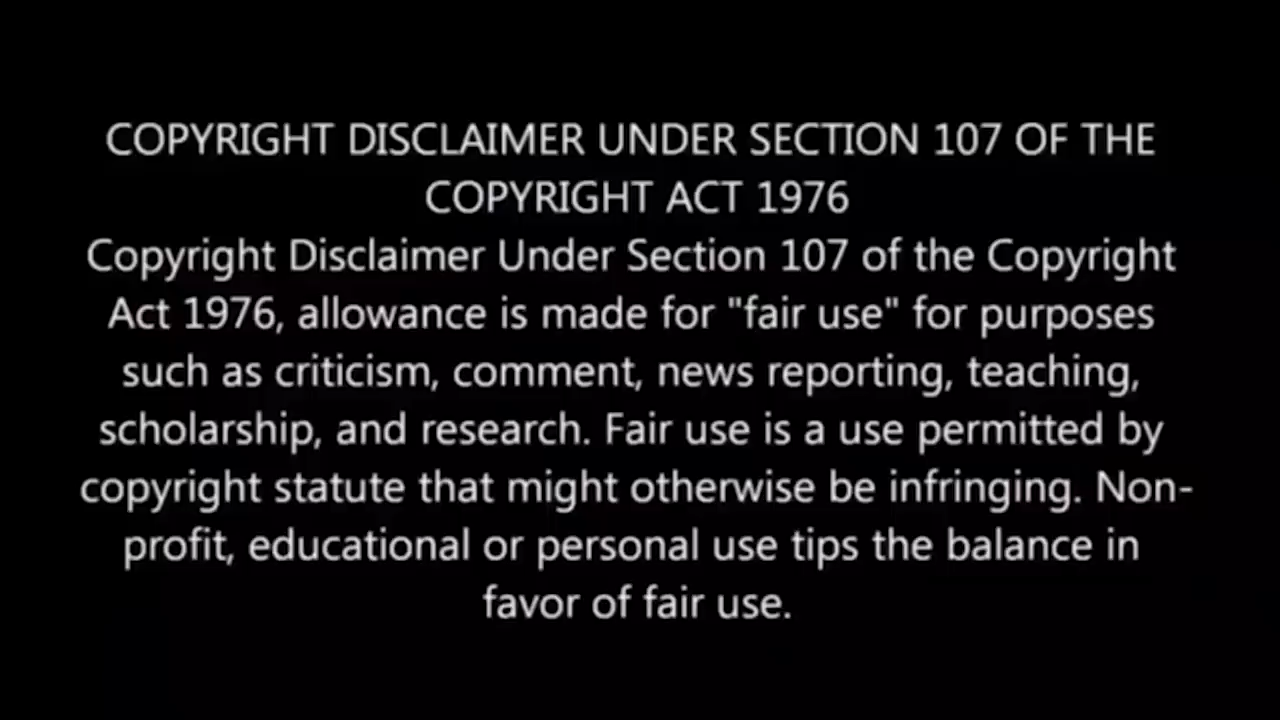 COPYRIGHT DISCLAIMER UNDER SECTION 107 OF THE
COPYRIGHT ACT 1976
Copyright Disclaimer Under Section 107 of the Copyright
Act 1976, allowance is made for "fair use" for purposes
such as criticism, comment, news reporting, teaching,
scholarship, and research. Fair use is a use permitted by
copyright statute that might otherwise be infringing. Non-
profit, educational or personal use tips the balance in
favor of fair use.